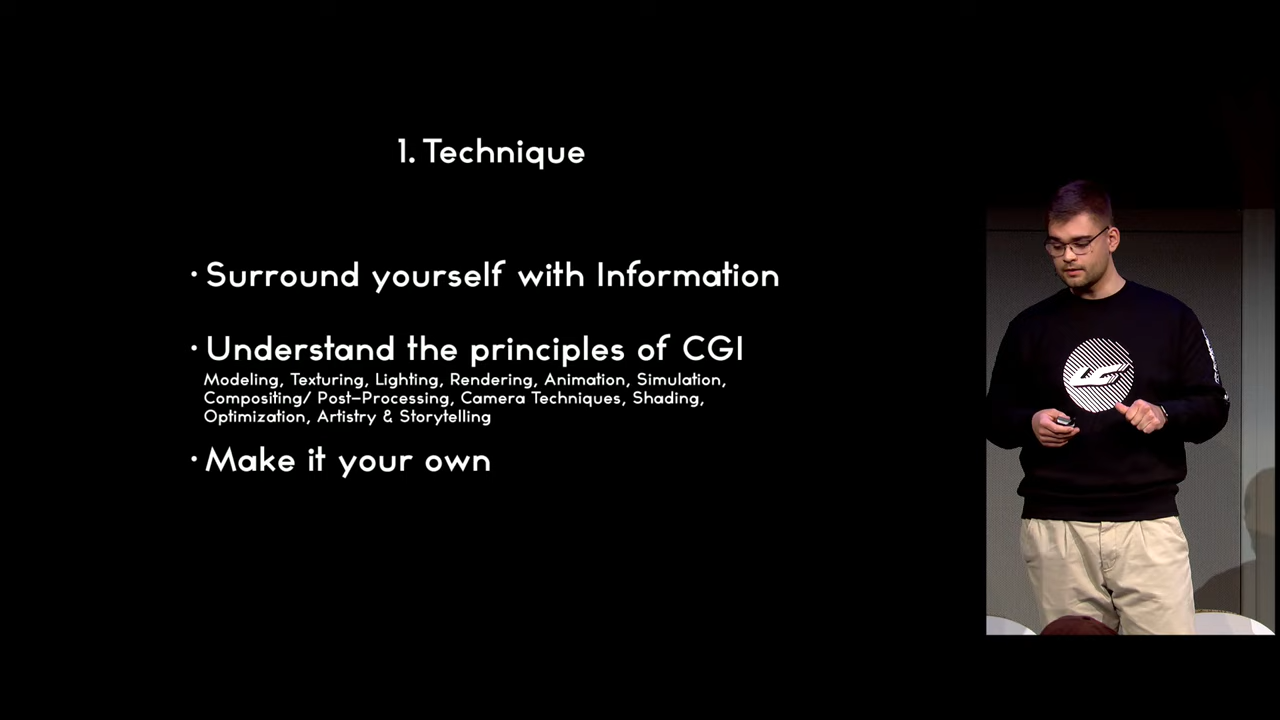 1. Technique
• Surround yourself with Information
• Understand the principles of CGI
Modeling, Texturing, Lighting, Rendering, Animation, Simulation,
Compositing/ Post-Processing, Camera Techniques, Shading,
Optimization, Artistry & Storytelling
• Make it your own